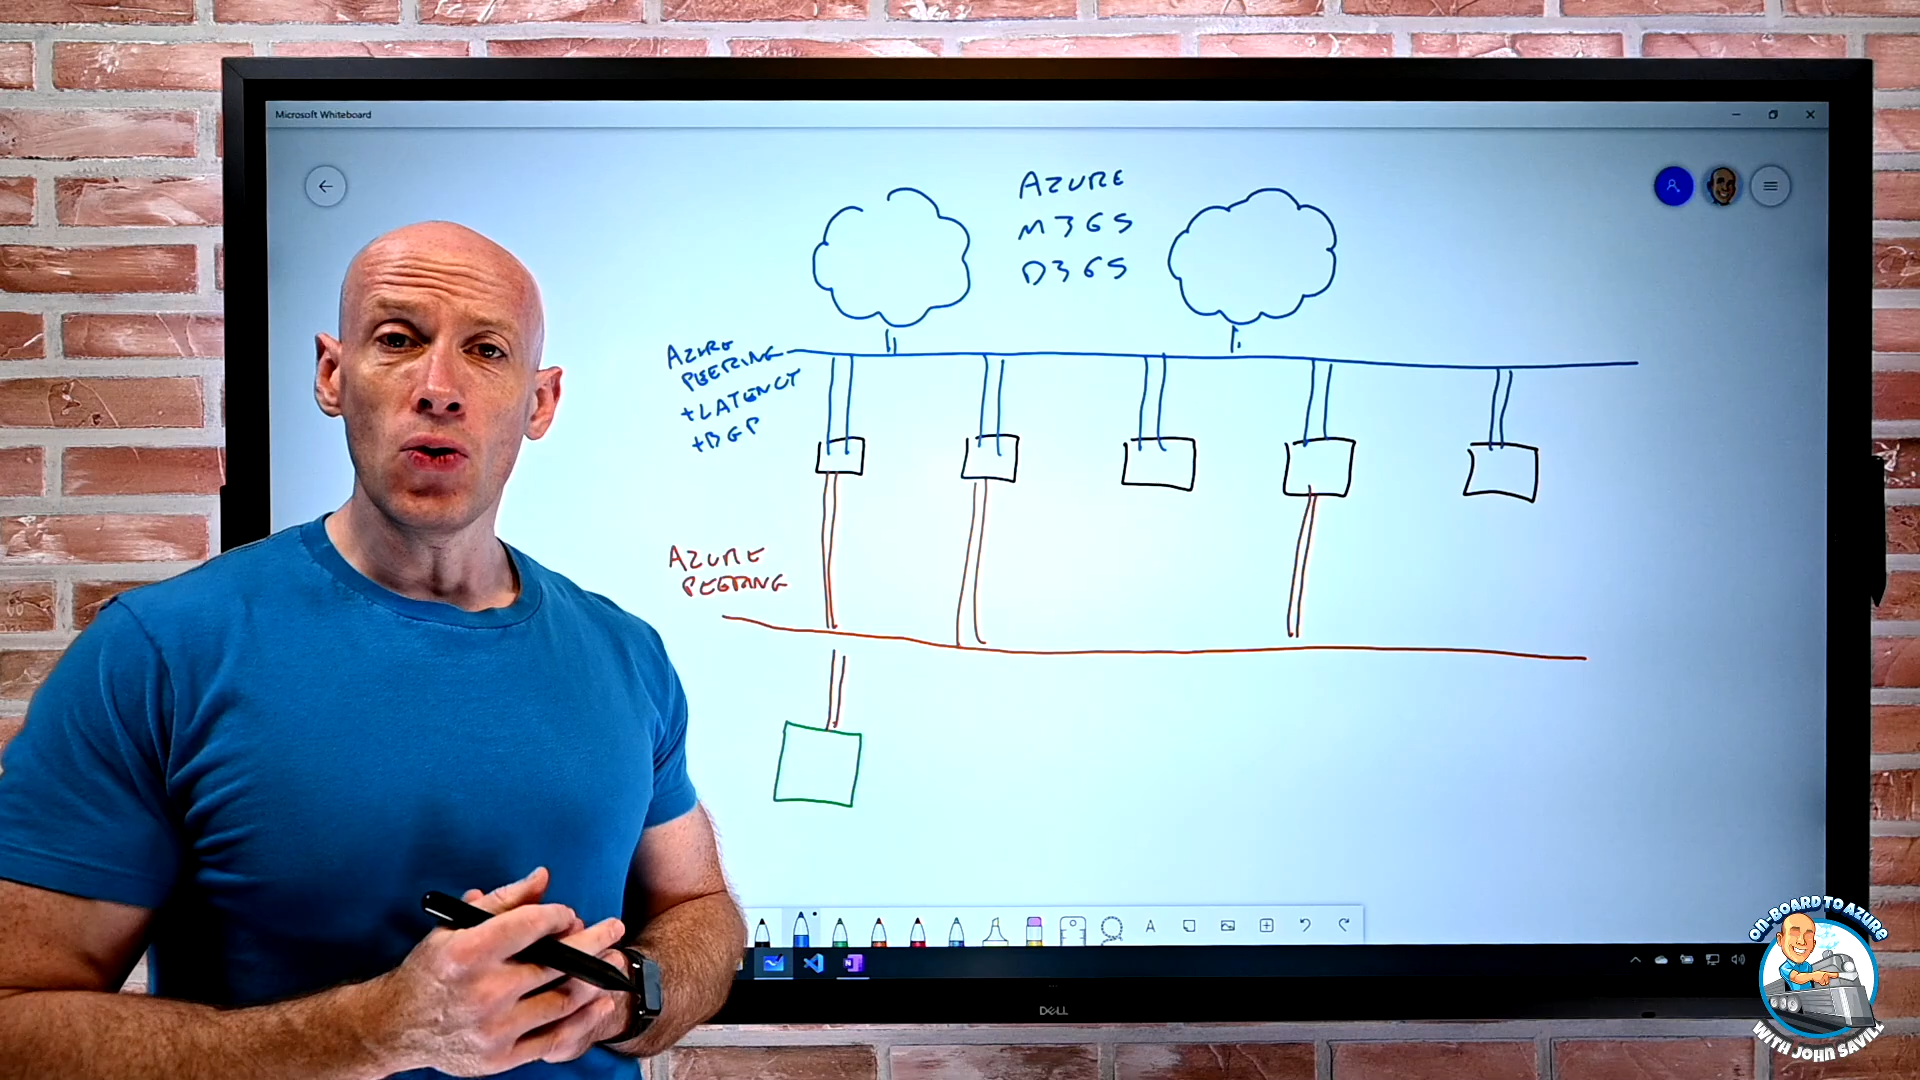 Microsoft Whiteboard
AZURE
M365
D365
AZURE
PEERING
+LATENCY
+BGP
AZURE
PEERING
A
DELL
ON-BOARD TO AZURE
WITH JOHN SAVILL